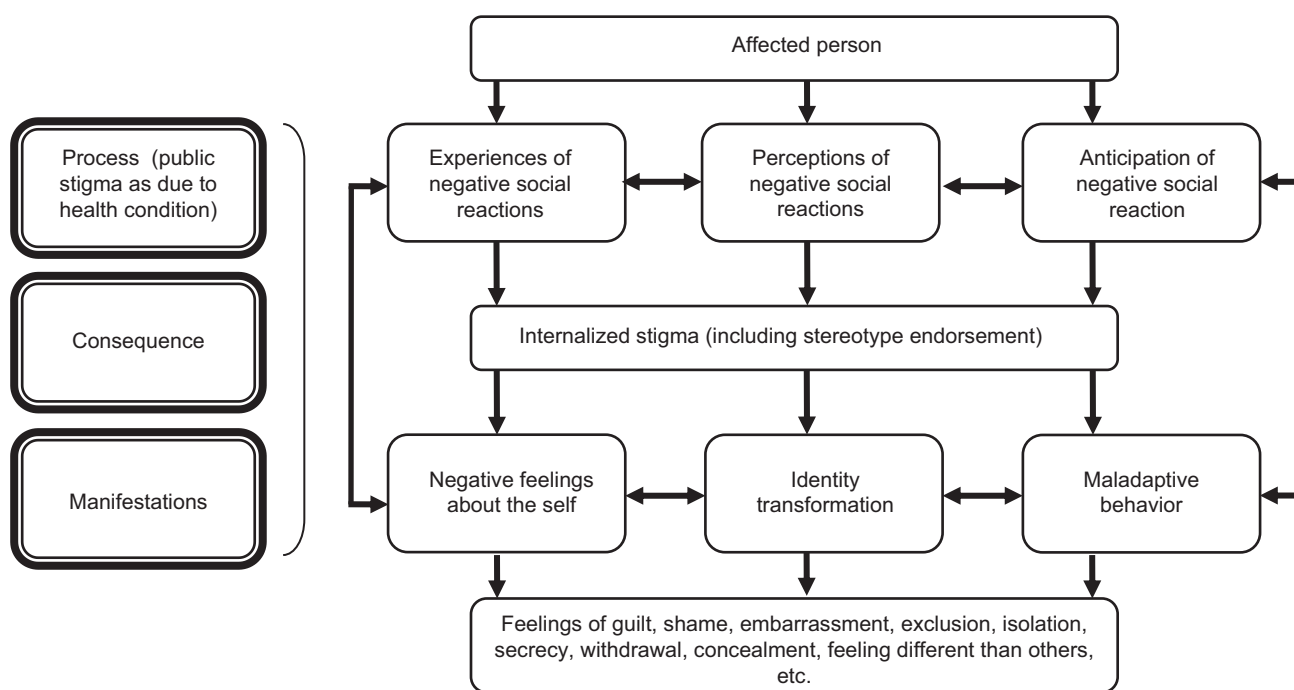 Affected person
Process (public
stigma as due to
health condition)
Experiences of
negative social
reactions
Perceptions of
negative social
reactions
Anticipation of
negative social
reaction
Consequence
Internalized stigma (including stereotype endorsement)
Manifestations
Negative feelings
about the self
Identity
transformation
Maladaptive
behavior
Feelings of guilt, shame, embarrassment, exclusion, isolation,
secrecy, withdrawal, concealment, feeling different than others,
etc.